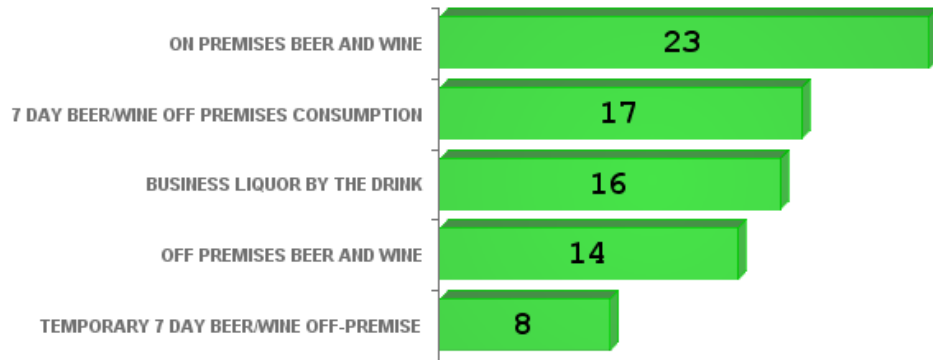 ON PREMISES BEER AND WINE 23
7 DAY BEER/WINE OFF PREMISES CONSUMPTION 17
BUSINESS LIQUOR BY THE DRINK 16
OFF PREMISES BEER AND WINE 14
TEMPORARY 7 DAY BEER/WINE OFF-PREMISE 8